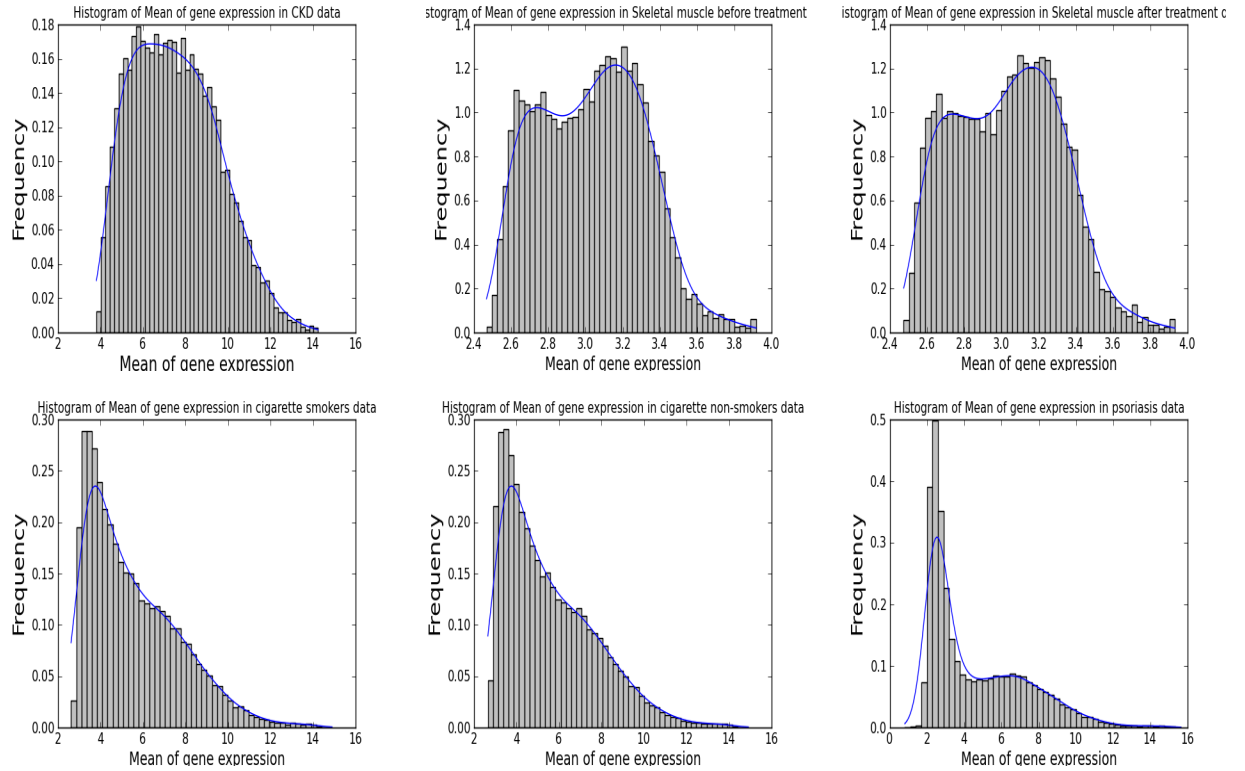 Histogram of Mean of gene expression in CKD data
0.18
0.16
0.14
0.12
0.10
0.08
0.06
0.04
0.02
0.00
Frequency
2 4 6 8 10 12 14 16
Mean of gene expression
stogram of Mean of gene expression in Skeletal muscle before treatment
1.4
1.2
1.0
0.8
0.6
0.4
0.2
0.0
Frequency
2.4 2.6 2.8 3.0 3.2 3.4 3.6 3.8 4.0
Mean of gene expression
istogram of Mean of gene expression in Skeletal muscle after treatment c
1.4
1.2
1.0
0.8
0.6
0.4
0.2
0.0
Frequency
2.4 2.6 2.8 3.0 3.2 3.4 3.6 3.8 4.0
Mean of gene expression
Histogram of Mean of gene expression in cigarette smokers data
0.30
0.25
0.20
0.15
0.10
0.05
0.00
Frequency
2 4 6 8 10 12 14 16
Mean of gene expression
Histogram of Mean of gene expression in cigarette non-smokers data
0.30
0.25
0.20
0.15
0.10
0.05
0.00
Frequency
2 4 6 8 10 12 14 16
Mean of gene expression
Histogram of Mean of gene expression in psoriasis data
0.5
0.4
0.3
0.2
0.1
0.0
Frequency
0 2 4 6 8 10 12 14 16
Mean of gene expression